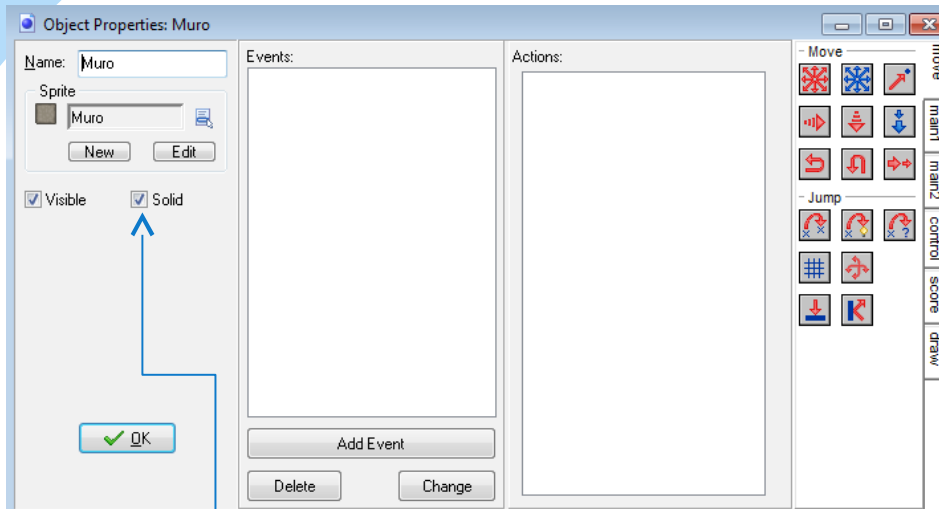 Object Properties: Muro
Name: Muro
Sprite
Muro
New Edit
Visible Solid
OK
Events:
Add Event
Delete Change
Actions:
Move
Jump
move
main1
main2
control
score
draw